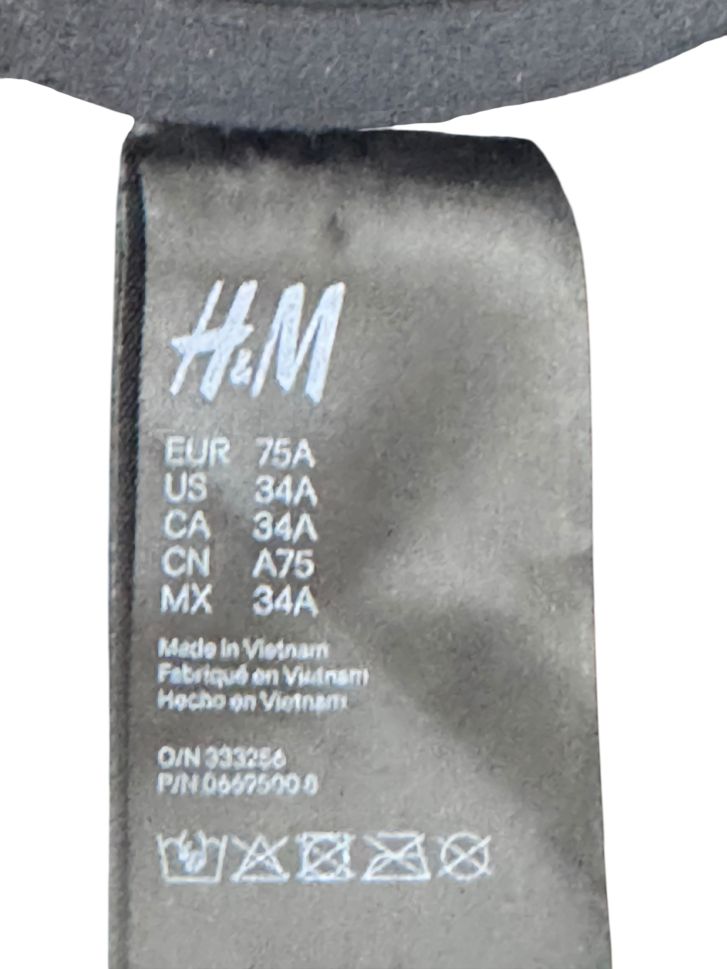 H&M
EUR 75A
US 34A
CA 34A
CN A75
MX 34A
Made in Vietnam
Fabriqué en Vietnam
Hecho en Vietnam
O/N 333256
P/N